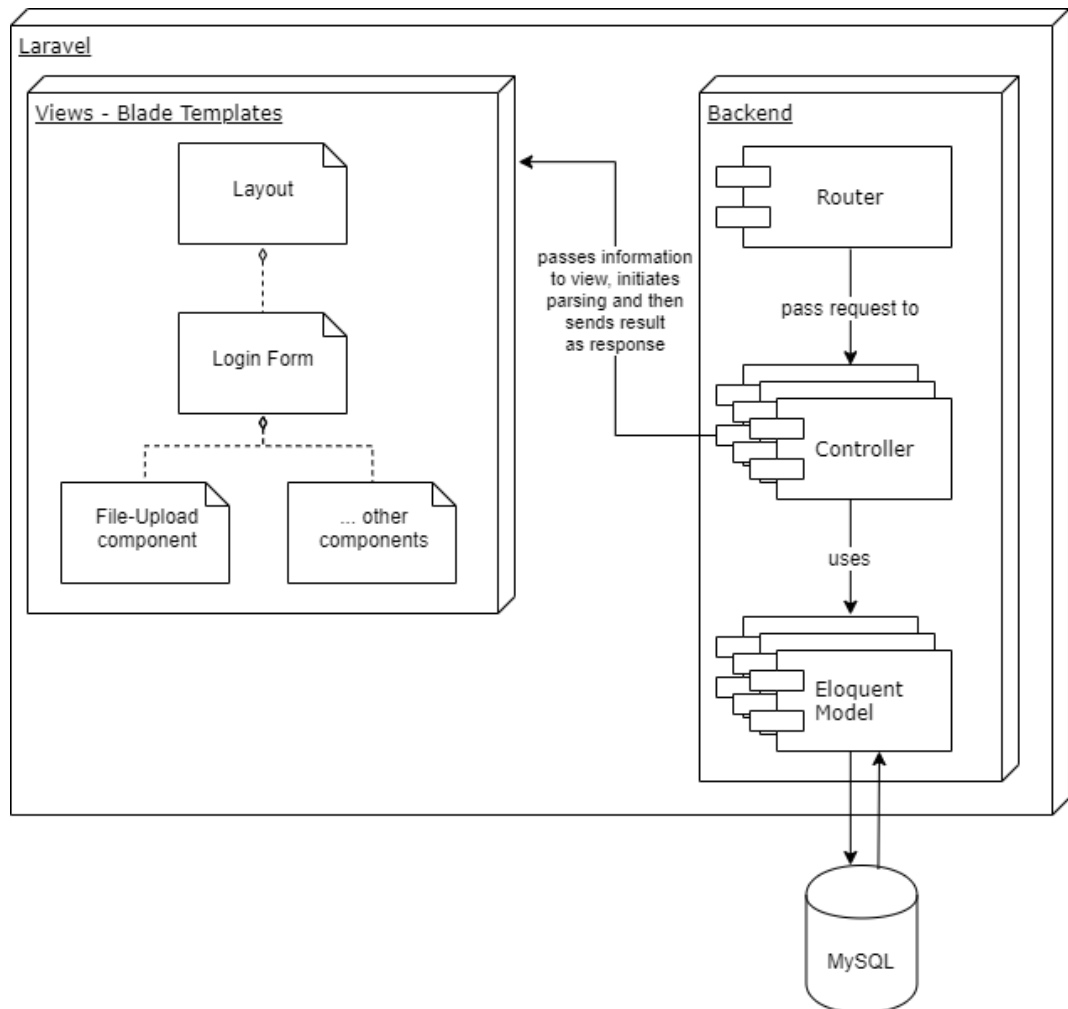 Laravel
Views - Blade Templates
Layout
Login Form
File-Upload
component
... other
components
passes information
to view, initiates
parsing and then
sends result
as response
Backend
Router
pass request to
Controller
uses
Eloquent
Model
MySQL